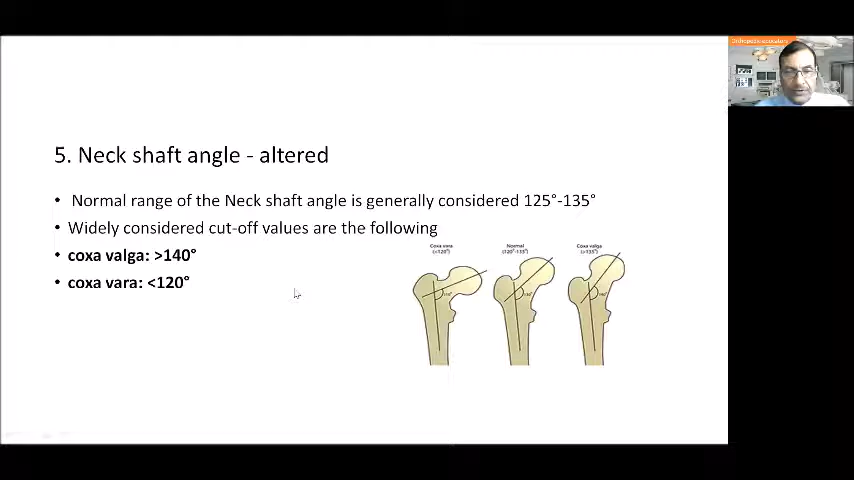 Orthopedic educators
5. Neck shaft angle - altered
• Normal range of the Neck shaft angle is generally considered 125°-135°
• Widely considered cut-off values are the following
• coxa valga: >140°
• coxa vara: <120°
Coxa vara
(<120°)
Normal
(120°-135°)
Coxa valga
(>135°)